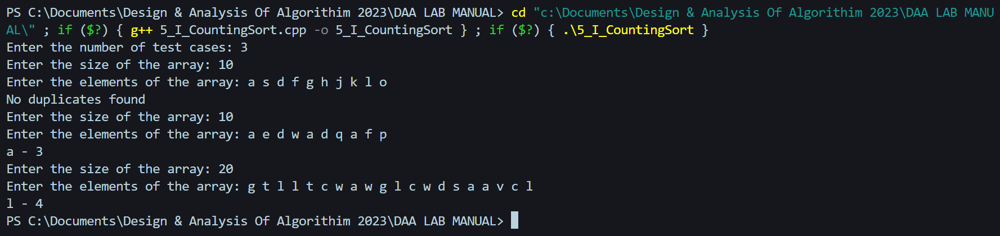 PS C:\Documents\Design & Analysis Of Algorithim 2023\DAA LAB MANUAL> cd "c:\Documents\Design & Analysis Of Algorithim 2023\DAA LAB MANU
AL\" ; if ($?) { g++ 5_I_CountingSort.cpp -o 5_I_CountingSort } ; if ($?) { .\5_I_CountingSort }
Enter the number of test cases: 3
Enter the size of the array: 10
Enter the elements of the array: a s d f g h j k l o
No duplicates found
Enter the size of the array: 10
Enter the elements of the array: a e d w a d q a f p
a - 3
Enter the size of the array: 20
Enter the elements of the array: g t l l t c w a w g l c w d s a a v c l
l - 4
PS C:\Documents\Design & Analysis Of Algorithim 2023\DAA LAB MANUAL>